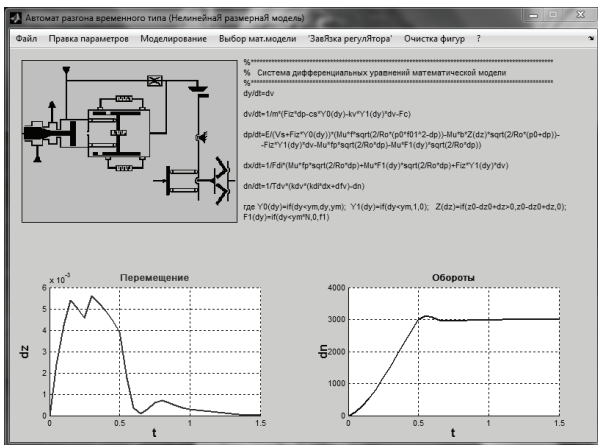 Автомат разгона временного типа (НелинейнаЯ размернаЯ модель)
Файл Правка параметров Моделирование Выбор мат.модели 'ЗавЯзка регулЯтора' Очистка фигур ?
% Система дифференциальных уравнений математической модели
dy/dt=dv
dv/dt=1/m*(Fiz*dp-cs*Y0(dy)-kv*Y1(dy)*dv-Fc)
dp/dt=E/(Vs+Fiz*Y0(dy))*(Mu*f*sqrt(2/Ro*(p0*f01^2-dp))-Mu*b*Z(dz)*sqrt(2/Ro*(p0+dp))-
-Fiz*Y1(dy)*dv-Mu*fp*sqrt(2/Ro*dp)-Mu*F1(dy)*sqrt(2/Ro*dp))
dx/dt=1/Fdi*(Mu*fp*sqrt(2/Ro*dp)+Mu*F1(dy)*sqrt(2/Ro*dp)+Fiz*Y1(dy)*dv)
dn/dt=1/Tdv*(kdv*(kdi*dx+dfv)-dn)
где Y0(dy)=if(dy<ym,dy,ym); Y1(dy)=if(dy<ym,1,0); Z(dz)=if(z0-dz0+dz>0,z0-dz0+dz,0);
F1(dy)=if(dy<ym*N,0,f1)
Перемещение
x 10^-3
6
5
4
3
2
1
0
dz
0 0.5 1 1.5
t
Обороты
4000
3000
2000
1000
0
dn
0 0.5 1 1.5
t